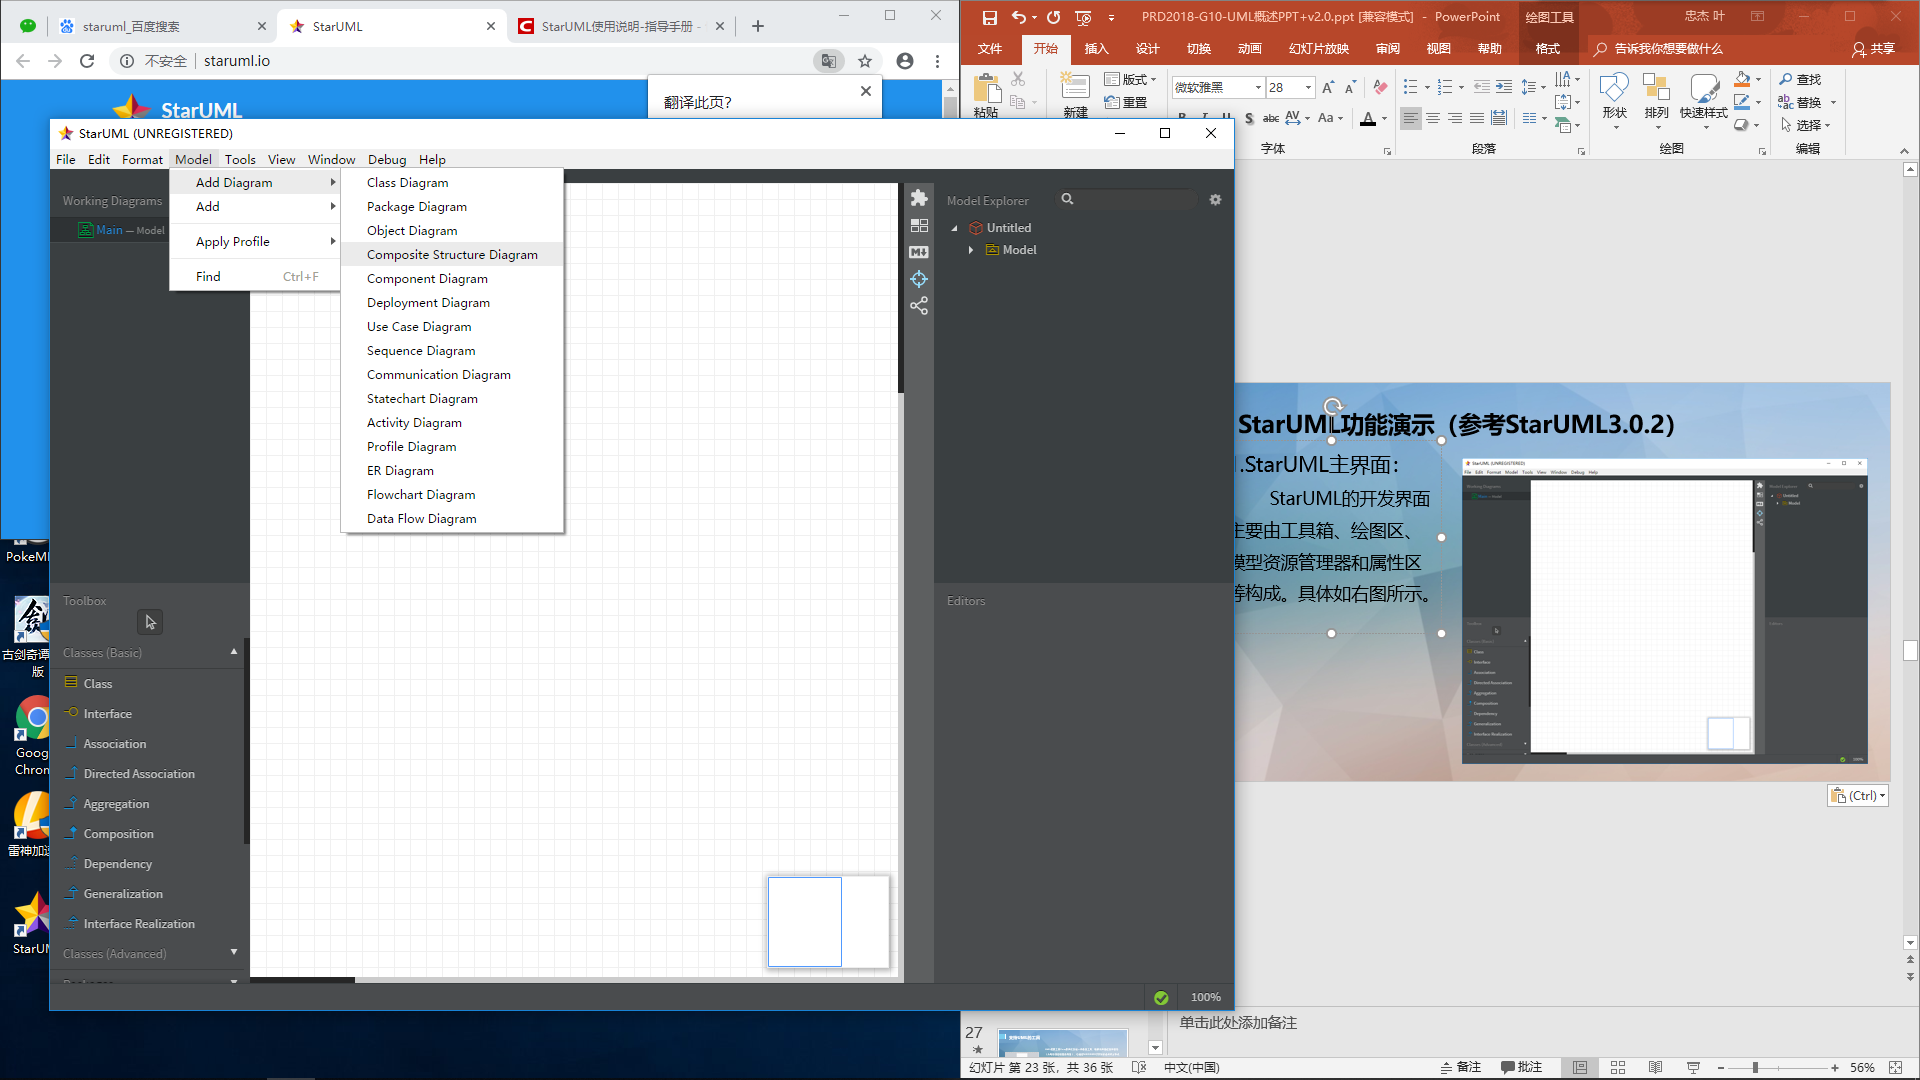 staruml_百度搜索
StarUML
StarUML使用说明-指导手册 -
不安全
staruml.io
StarUML
翻译此页?
StarUML (UNREGISTERED)
File Edit Format Model Tools View Window Debug Help
Add Diagram
Add
Apply Profile
Find Ctrl+F
Class Diagram
Package Diagram
Object Diagram
Composite Structure Diagram
Component Diagram
Deployment Diagram
Use Case Diagram
Sequence Diagram
Communication Diagram
Statechart Diagram
Activity Diagram
Profile Diagram
ER Diagram
Flowchart Diagram
Data Flow Diagram
Working Diagrams
Main — Model
Toolbox
Classes (Basic)
Class
Interface
Association
Directed Association
Aggregation
Composition
Dependency
Generalization
Interface Realization
Classes (Advanced)
Model Explorer
Untitled
Model
Editors
100%
PokeM
古剑奇谭
版
Goog
Chron
雷神加速
StarUM
PRD2018-G10-UML概述PPT+v2.0.ppt [兼容模式] - PowerPoint
绘图工具
忠杰 叶
文件 开始 插入 设计 切换 动画 幻灯片放映 审阅 视图 帮助 格式 告诉我你想要做什么 共享
粘贴
新建
版式
重置
微软雅黑 28
字体
段落
形状
排列
快速样式
绘图
查找
替换
选择
编辑
StarUML功能演示（参考StarUML3.0.2）
1.StarUML主界面：
StarUML的开发界面
主要由工具箱、绘图区、
模型资源管理器和属性区
等构成。具体如右图所示。
(Ctrl)
单击此处添加备注
27
幻灯片 第 23 张，共 36 张 中文(中国) 备注 批注 56%